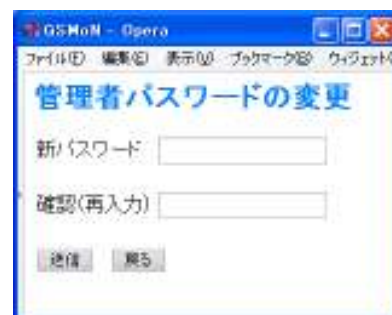 GSMoN - Opera
ファイル(F) 編集(E) 表示(V) ブックマーク(B) ウィジェット(
管理者パスワードの変更
新パスワード
確認(再入力)
送信 戻る